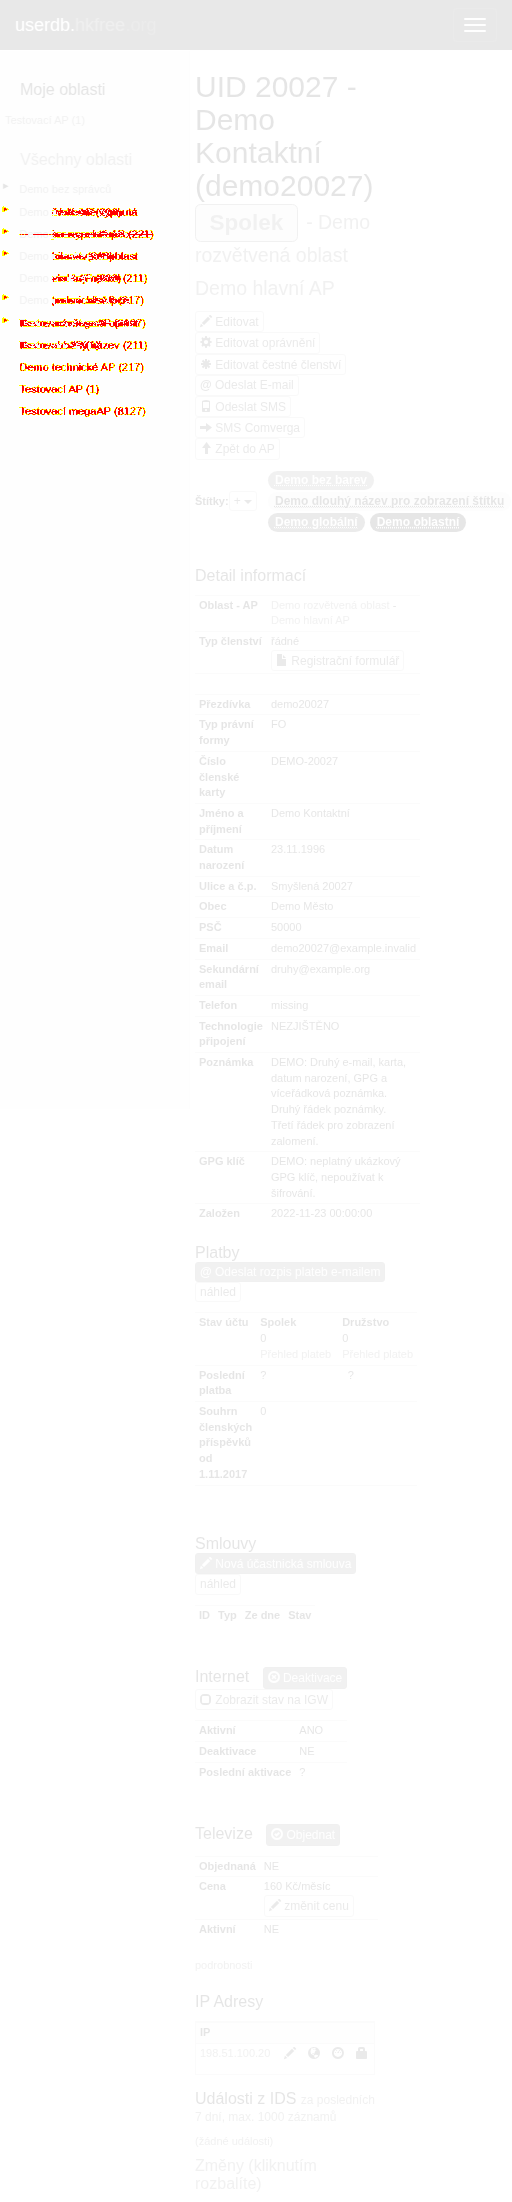 userdb.hkfree.org
Moje oblasti
Testovací AP (1)
Všechny oblasti
Demo bez správců
Demo
Demo
Demo
Demo
Demo technické AP (217)
Testovací AP (1)
Testovací megaAP (8127)
UID 20027 -
Demo
Kontaktní
(demo20027)
Spolek - Demo
rozvětvená oblast
Demo hlavní AP
Editovat
Editovat oprávnění
Editovat čestné členství
@ Odeslat E-mail
Odeslat SMS
SMS Comverga
Zpět do AP
Štítky: +
Demo bez barev
Demo dlouhý název pro zobrazení štítku
Demo globální Demo oblastní
Detail informací
Oblast - AP Demo rozvětvená oblast -
Demo hlavní AP
Typ členství řádné
Registrační formulář
Přezdívka demo20027
Typ právní formy FO
Číslo členské karty DEMO-20027
Jméno a příjmení Demo Kontaktní
Datum narození 23.11.1996
Ulice a č.p. Smyšlená 20027
Obec Demo Město
PSČ 50000
Email demo20027@example.invalid
Sekundární email druhy@example.org
Telefon missing
Technologie připojení NEZJIŠTĚNO
Poznámka DEMO: Druhý e-mail, karta,
datum narození, GPG a
víceřádková poznámka.
Druhý řádek poznámky.
Třetí řádek pro zobrazení
zalomení.
GPG klíč DEMO: neplatný ukázkový
GPG klíč, nepoužívat k
šifrování.
Založen 2022-11-23 00:00:00
Platby
@ Odeslat rozpis plateb e-mailem
náhled
Stav účtu Spolek Družstvo
0 0
Přehled plateb Přehled plateb
Poslední platba ? ?
Souhrn členských příspěvků od 1.11.2017 0
Smlouvy
Nová účastnická smlouva
náhled
ID Typ Ze dne Stav
Internet Deaktivace
Zobrazit stav na IGW
Aktivní ANO
Deaktivace NE
Poslední aktivace ?
Televize Objednat
Objednaná NE
Cena 160 Kč/měsíc
změnit cenu
Aktivní NE
podrobnosti
IP Adresy
IP
198.51.100.20
Události z IDS za posledních
7 dní, max. 1000 záznamů
(žádné události)
Změny (kliknutím
rozbalíte)